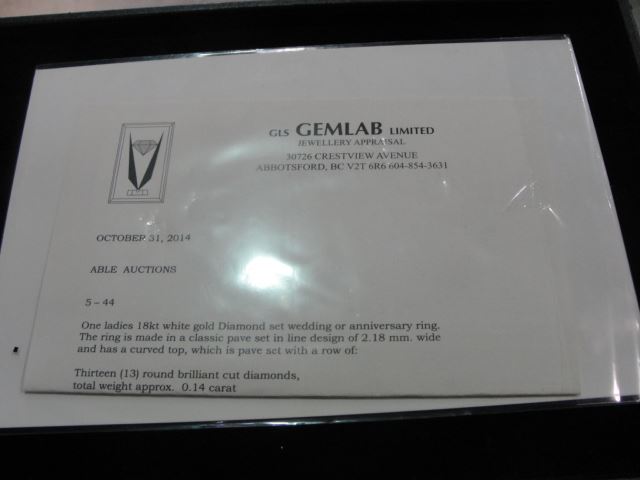 GLS GEMLAB LIMITED
JEWELLERY APPRAISAL
30726 CRESTVIEW AVENUE
ABBOTSFORD, BC V2T 6R6 604-854-3631
OCTOBER 31, 2014
ABLE AUCTIONS
5 – 44
One ladies 18kt white gold Diamond set wedding or anniversary ring.
The ring is made in a classic pave set in line design of 2.18 mm. wide
and has a curved top, which is pave set with a row of:
Thirteen (13) round brilliant cut diamonds,
total weight approx. 0.14 carat